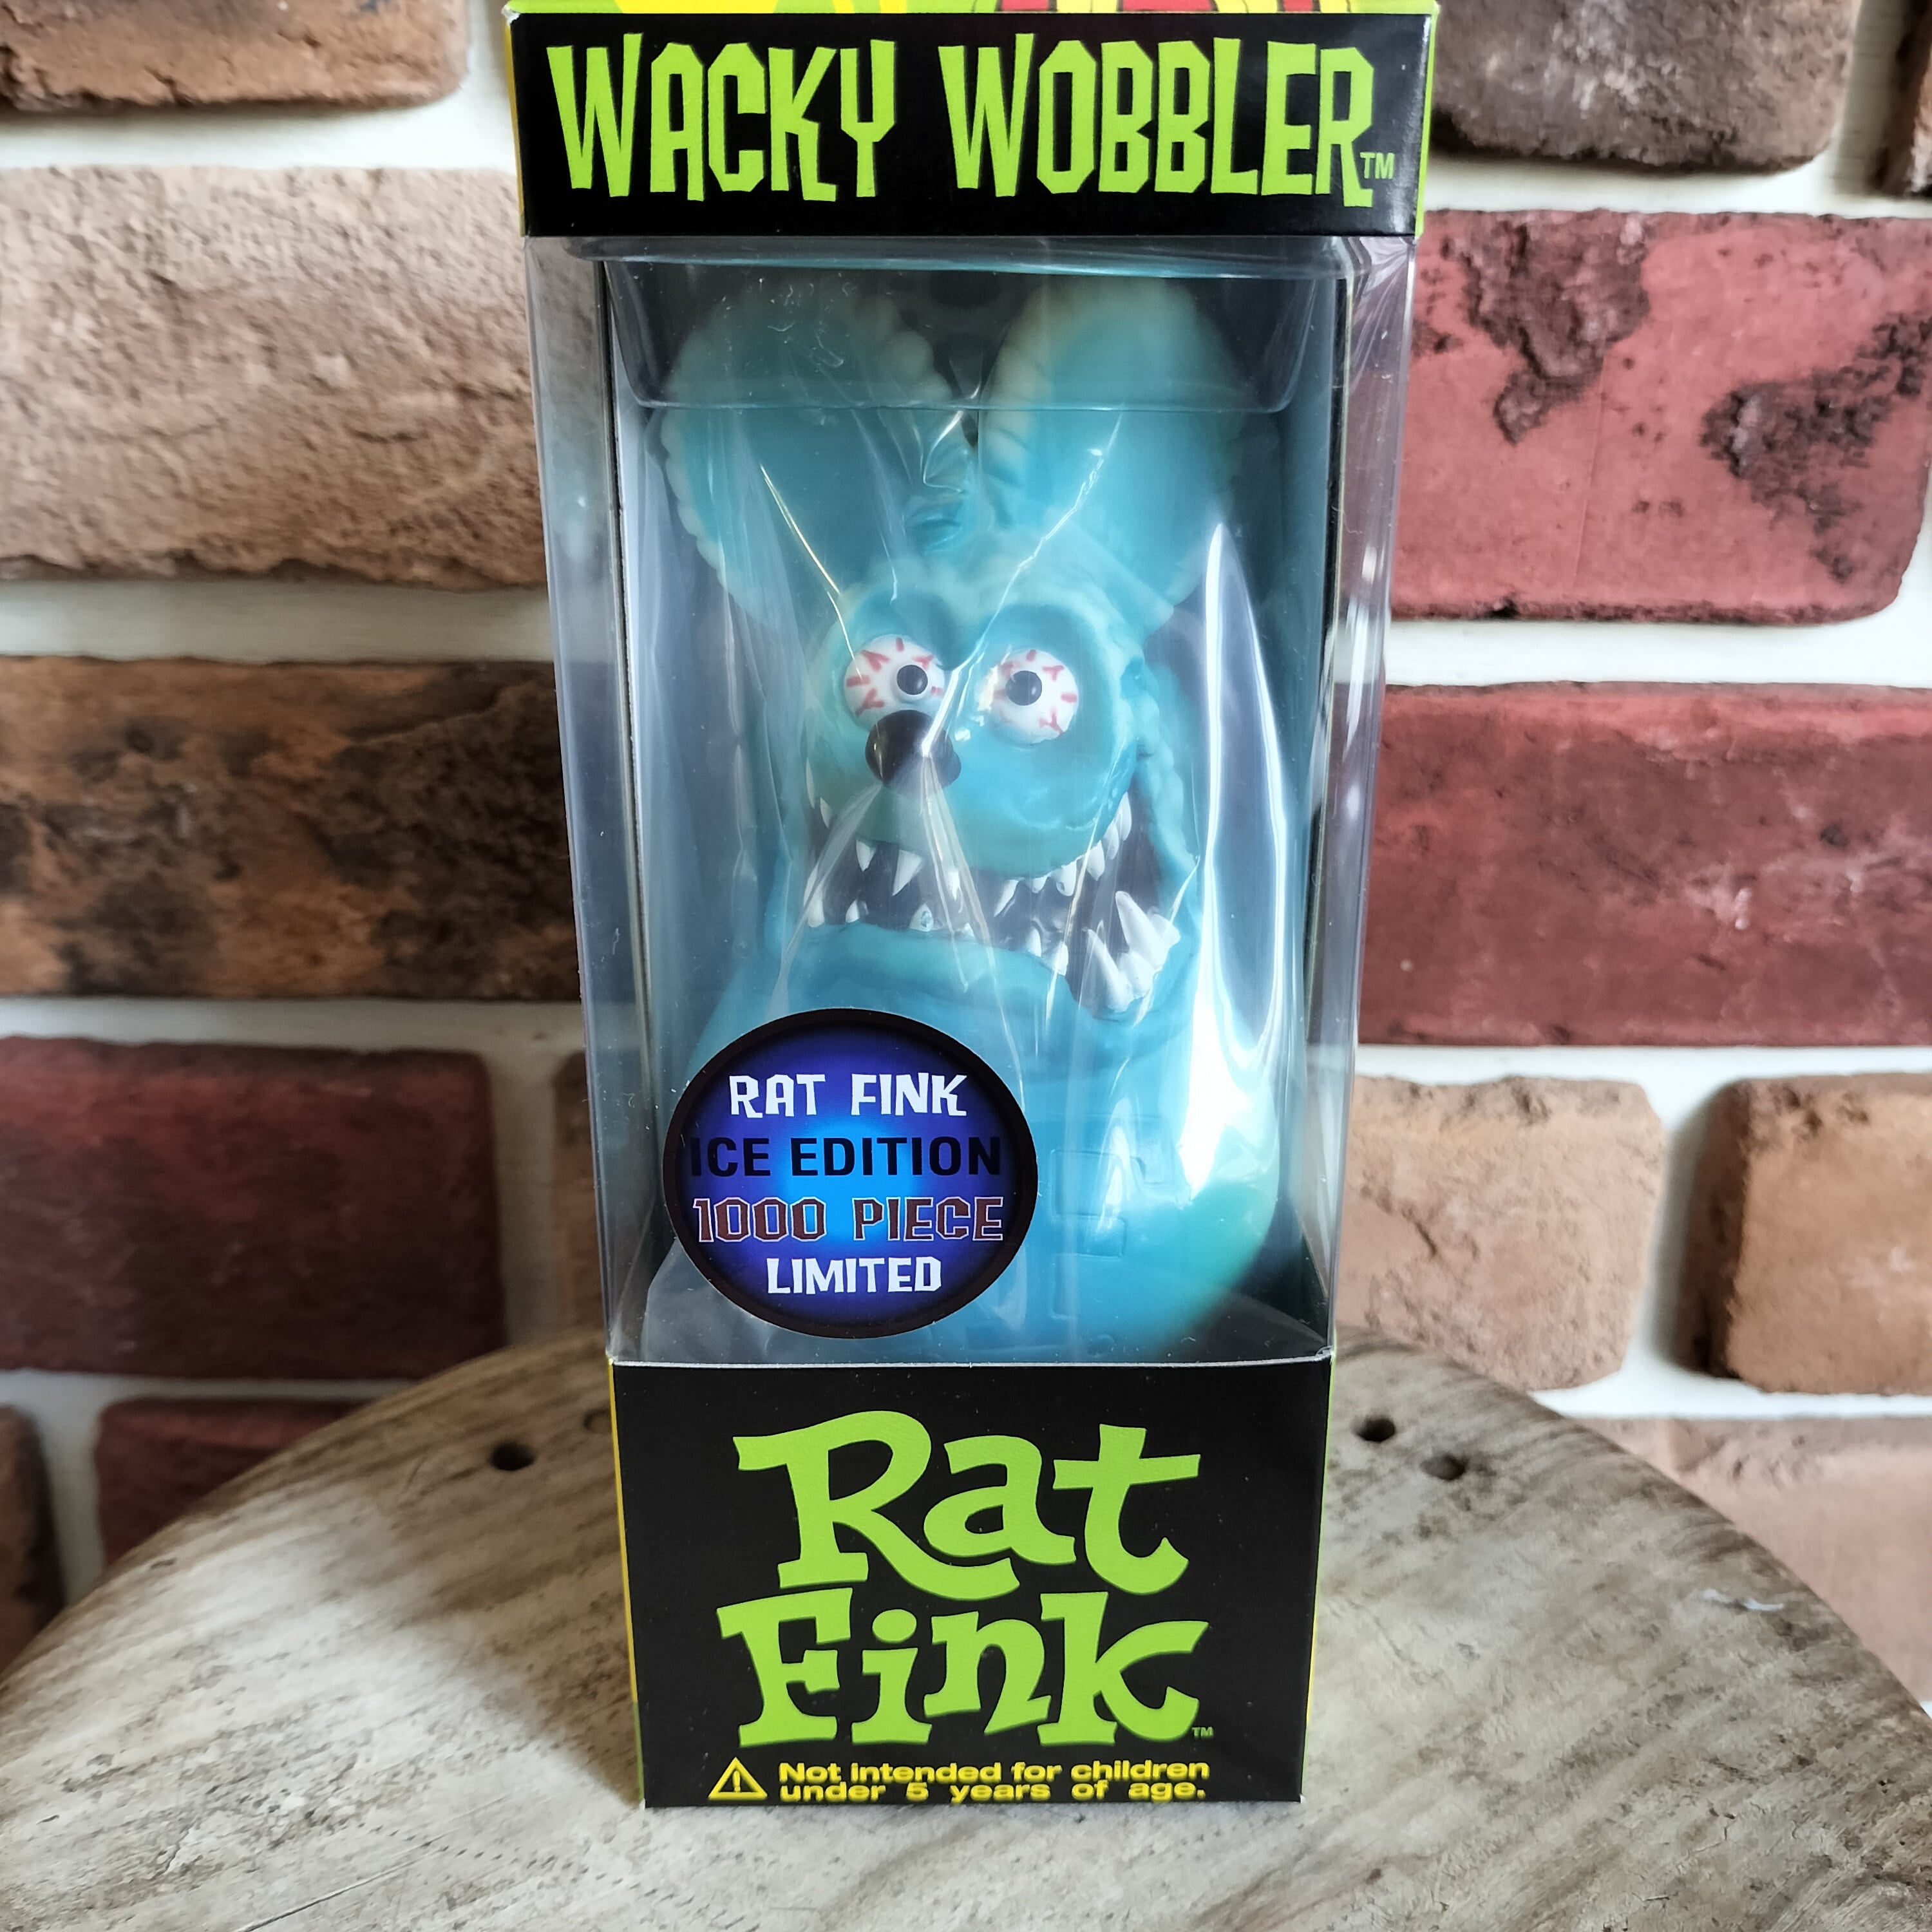 WACKY WOBBLER™
RAT FINK
ICE EDITION
1000 PIECE
LIMITED
Rat
Fink™
Not intended for children
under 5 years of age.